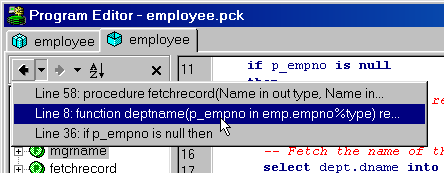 Program Editor - employee.pck
employee employee
11 if p_empno is null
then
Line 58: procedure fetchrecord(Name in out type, Name in...
re
Line 8: function deptname(p_empno in emp.empno%type) re...
Line 36: if p_empno is null then
mgrname 16 -- Fetch the name of th
fetchrecord 17 select dept.dname into